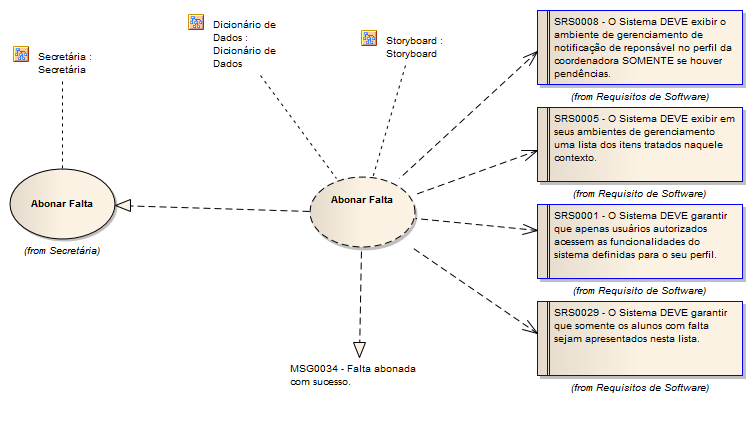 Secretária :
Secretária
Dicionário de
Dados :
Dicionário de
Dados
Storyboard :
Storyboard
SRS0008 - O Sistema DEVE exibir o
ambiente de gerenciamento de
notificação de reponsável no perfil da
coordenadora SOMENTE se houver
pendências.
(from Requisitos de Software)
SRS0005 - O Sistema DEVE exibir em
seus ambientes de gerenciamento
uma lista dos itens tratados naquele
contexto.
(from Requisito de Software)
Abonar Falta
(from Secretária)
Abonar Falta
SRS0001 - O Sistema DEVE garantir
que apenas usuários autorizados
acessem as funcionalidades do
sistema definidas para o seu perfil.
(from Requisito de Software)
SRS0029 - O Sistema DEVE garantir
que somente os alunos com falta
sejam apresentados nesta lista.
(from Requisitos de Software)
MSG0034 - Falta abonada
com sucesso.